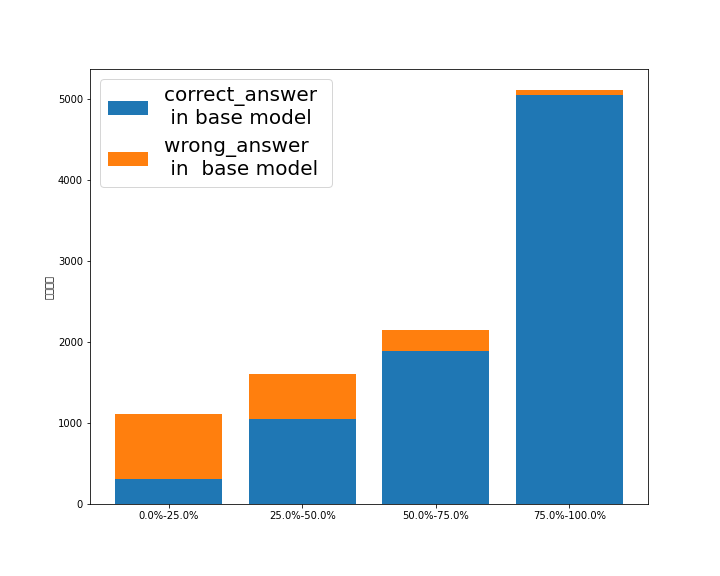 correct_answer
in base model
wrong_answer
in  base model
5000
4000
3000
2000
1000
0
0.0%-25.0%
25.0%-50.0%
50.0%-75.0%
75.0%-100.0%